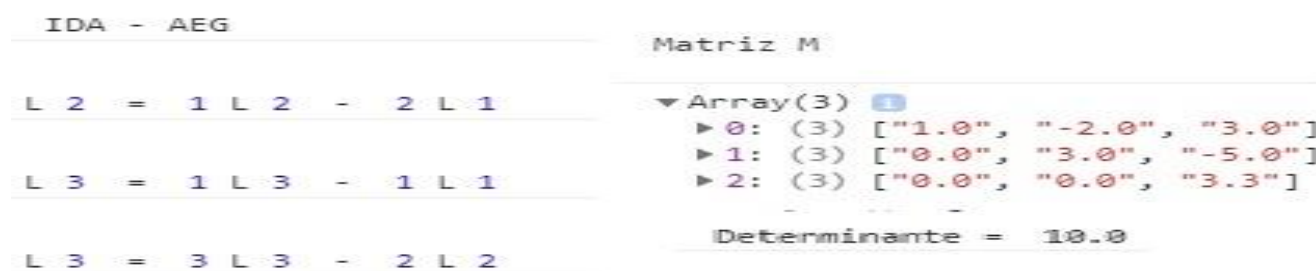 IDA - AEG
L 2 = 1 L 2 - 2 L 1
L 3 = 1 L 3 - 1 L 1
L 3 = 3 L 3 - 2 L 2
Matriz M
▼Array(3) i
▶0: (3) ["1.0", "-2.0", "3.0"]
▶1: (3) ["0.0", "3.0", "-5.0"]
▶2: (3) ["0.0", "0.0", "3.3"]
Determinante = 10.0